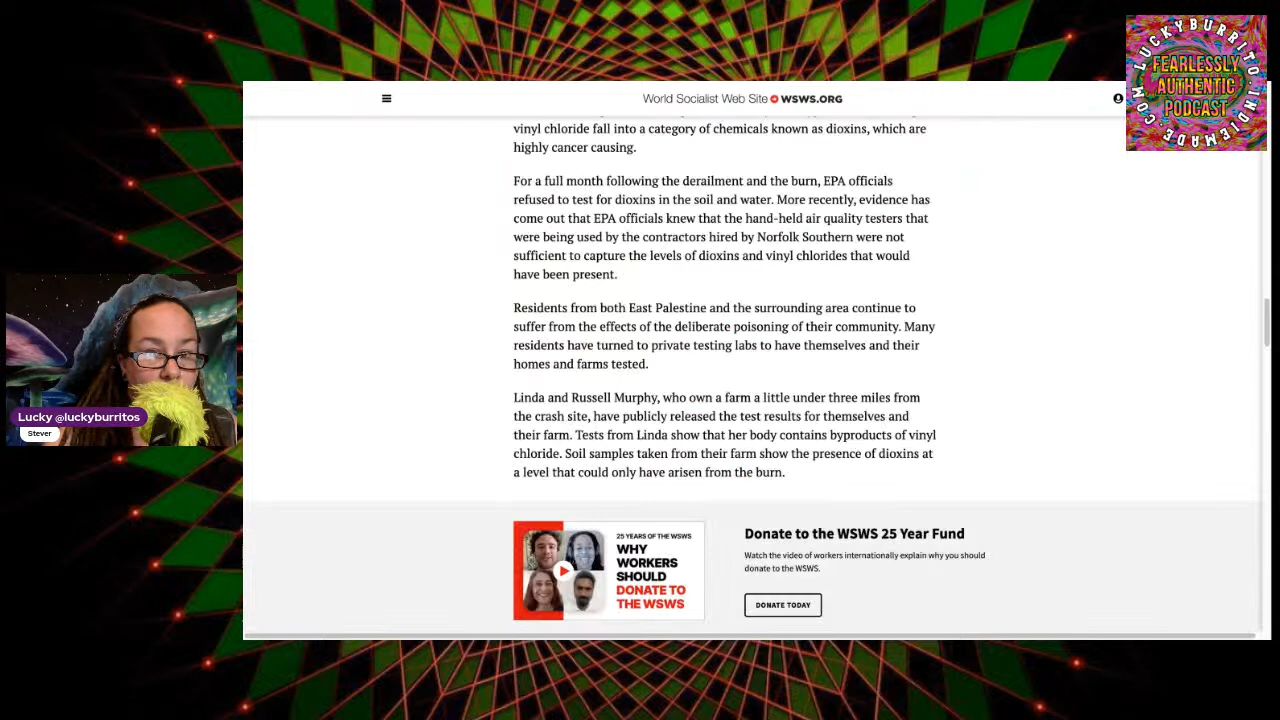 World Socialist Web Site WSWS.ORG
LUCKYBURRITO.INDIEMADE.COM
FEARLESSLY
AUTHENTIC
PODCAST
vinyl chloride fall into a category of chemicals known as dioxins, which are
highly cancer causing.
For a full month following the derailment and the burn, EPA officials
refused to test for dioxins in the soil and water. More recently, evidence has
come out that EPA officials knew that the hand-held air quality testers that
were being used by the contractors hired by Norfolk Southern were not
sufficient to capture the levels of dioxins and vinyl chlorides that would
have been present.
Residents from both East Palestine and the surrounding area continue to
suffer from the effects of the deliberate poisoning of their community. Many
residents have turned to private testing labs to have themselves and their
homes and farms tested.
Linda and Russell Murphy, who own a farm a little under three miles from
the crash site, have publicly released the test results for themselves and
their farm. Tests from Linda show that her body contains byproducts of vinyl
chloride. Soil samples taken from their farm show the presence of dioxins at
a level that could only have arisen from the burn.
Lucky @luckyburritos
Stever
25 YEARS OF THE WSWS
WHY
WORKERS
SHOULD
DONATE TO
THE WSWS
Donate to the WSWS 25 Year Fund
Watch the video of workers internationally explain why you should
donate to the WSWS.
DONATE TODAY